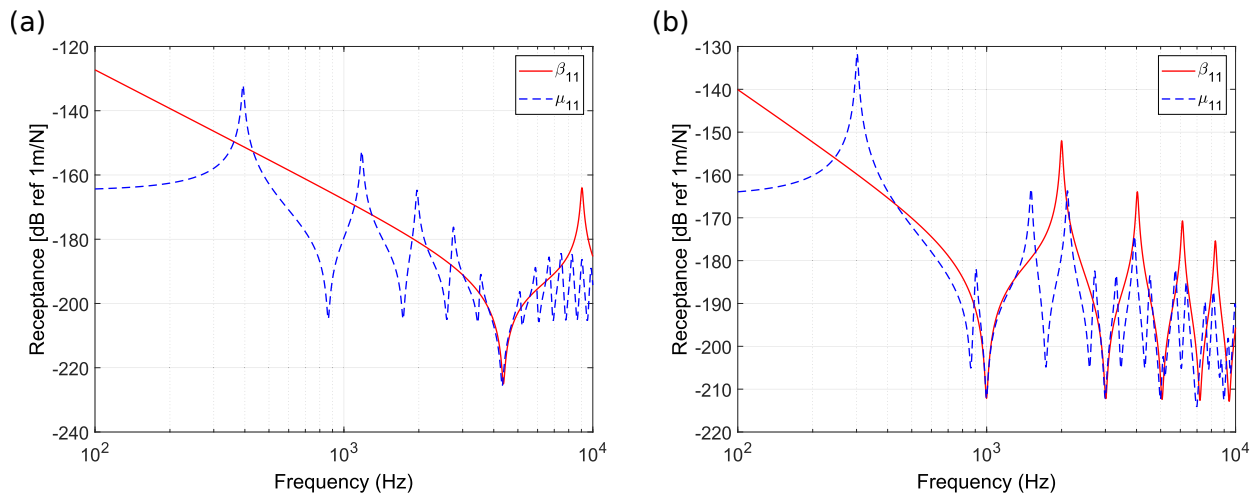 (a)
-120
-140
-160
-180
-200
-220
-240
Receptance [dB ref 1m/N]
10² 10³ 10⁴
Frequency (Hz)
β₁₁
μ₁₁
(b)
-130
-140
-150
-160
-170
-180
-190
-200
-210
-220
Receptance [dB ref 1m/N]
10² 10³ 10⁴
Frequency (Hz)
β₁₁
μ₁₁